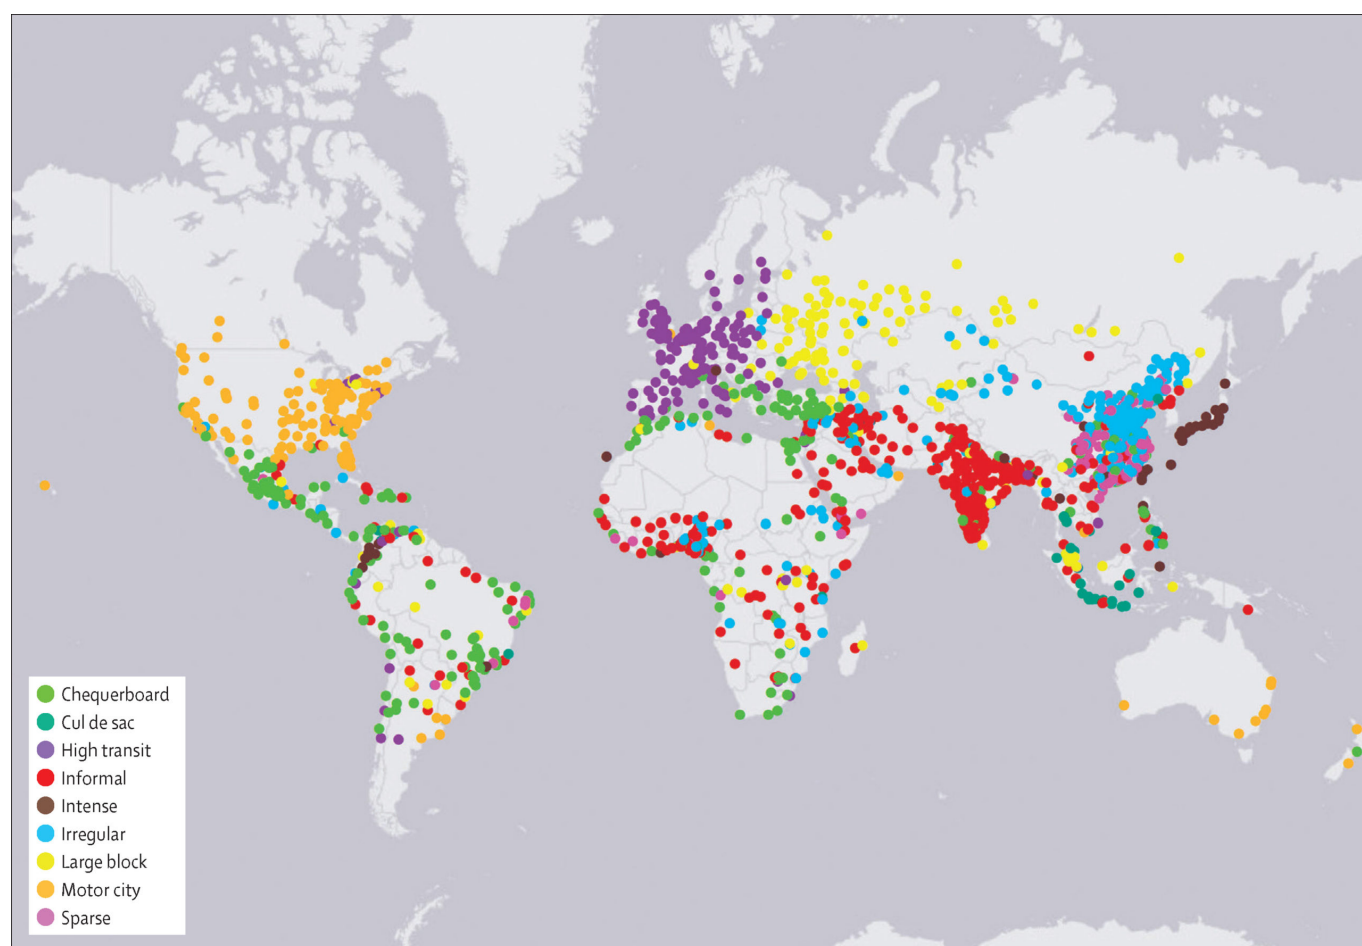 Chequerboard
Cul de sac
High transit
Informal
Intense
Irregular
Large block
Motor city
Sparse